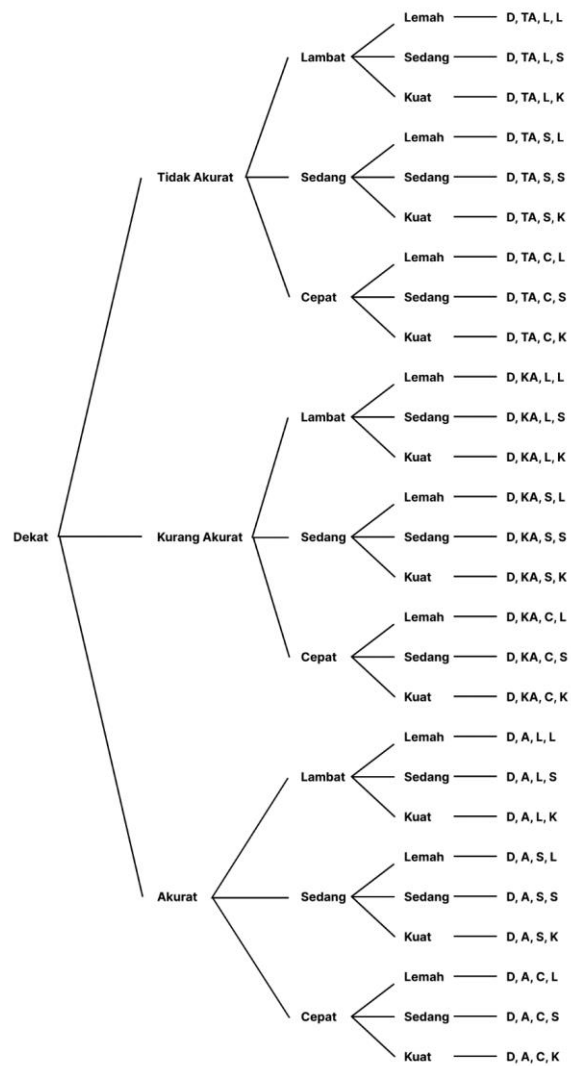 Lemah D, TA, L, L
Lambat Sedang D, TA, L, S
Kuat D, TA, L, K
Lemah D, TA, S, L
Tidak Akurat Sedang Sedang D, TA, S, S
Kuat D, TA, S, K
Lemah D, TA, C, L
Cepat Sedang D, TA, C, S
Kuat D, TA, C, K
Lemah D, KA, L, L
Lambat Sedang D, KA, L, S
Kuat D, KA, L, K
Lemah D, KA, S, L
Dekat Kurang Akurat Sedang Sedang D, KA, S, S
Kuat D, KA, S, K
Lemah D, KA, C, L
Cepat Sedang D, KA, C, S
Kuat D, KA, C, K
Lemah D, A, L, L
Lambat Sedang D, A, L, S
Kuat D, A, L, K
Lemah D, A, S, L
Akurat Sedang Sedang D, A, S, S
Kuat D, A, S, K
Lemah D, A, C, L
Cepat Sedang D, A, C, S
Kuat D, A, C, K